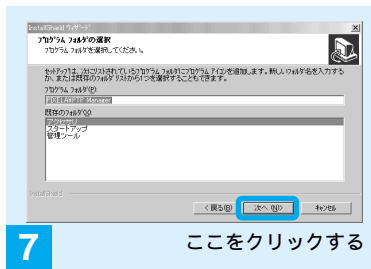 InstallShield ウィザード
プログラム フォルダの選択
プログラム フォルダを選択してください。
セットアップは、次にリストされているプログラム フォルダにプログラム アイコンを追加します。新しいフォルダ名を入力する
か、または既存のフォルダ リストから1つを選択することもできます。
プログラム フォルダ(P):
既存のフォルダ(X):
アクセサリ
スタートアップ
管理ツール
InstallShield
< 戻る(B)
次へ (N)>
キャンセル
7
ここをクリックする